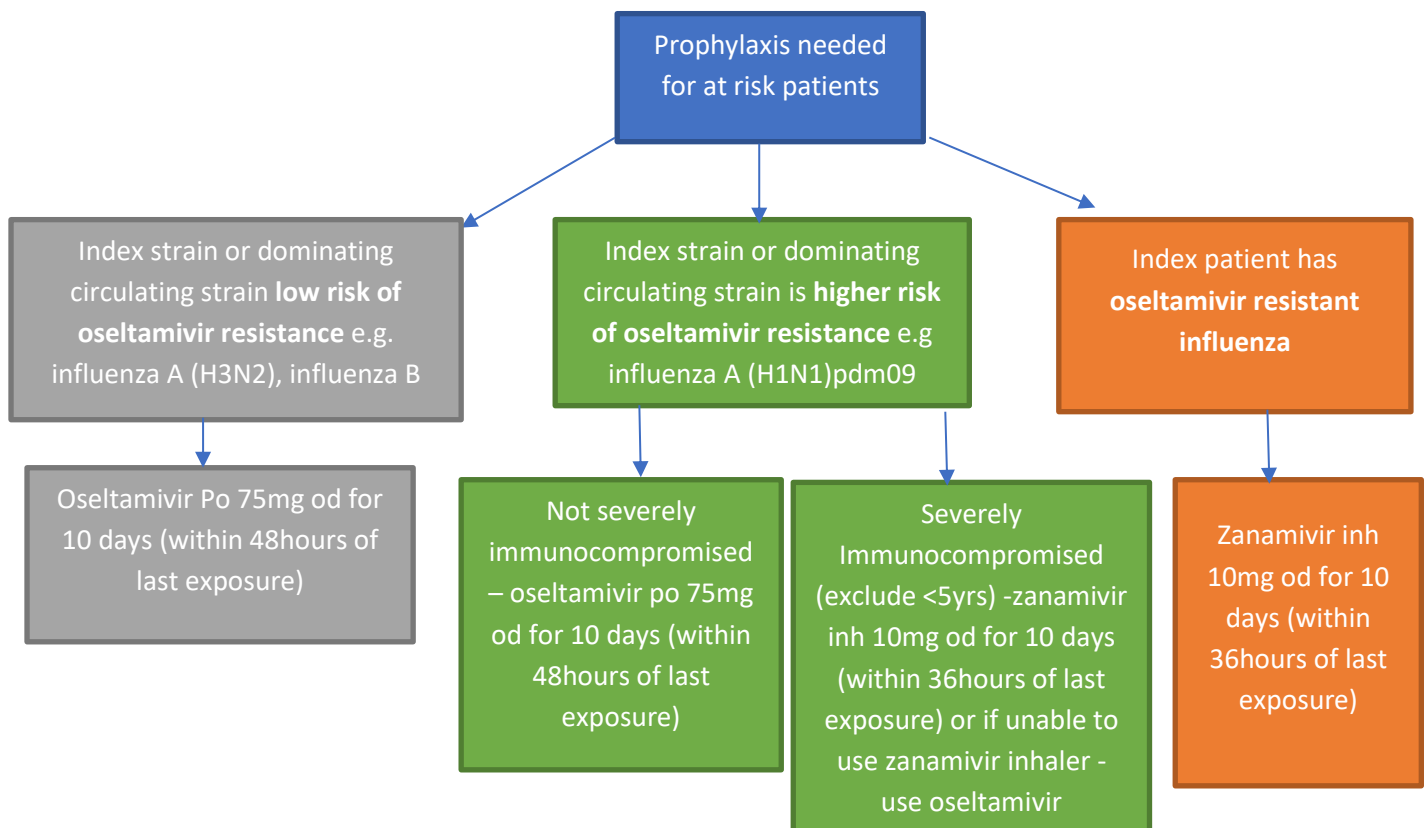 Prophylaxis needed
for at risk patients
Index strain or dominating
circulating strain low risk of
oseltamivir resistance e.g.
influenza A (H3N2), influenza B
Index strain or dominating
circulating strain is higher risk
of oseltamivir resistance e.g
influenza A (H1N1)pdm09
Index patient has
oseltamivir resistant
influenza
Oseltamivir Po 75mg od for
10 days (within 48hours of
last exposure)
Not severely
immunocompromised
– oseltamivir po 75mg
od for 10 days (within
48hours of last
exposure)
Severely
Immunocompromised
(exclude <5yrs) -zanamivir
inh 10mg od for 10 days
(within 36hours of last
exposure) or if unable to
use zanamivir inhaler -
use oseltamivir
Zanamivir inh
10mg od for 10
days (within
36hours of last
exposure)